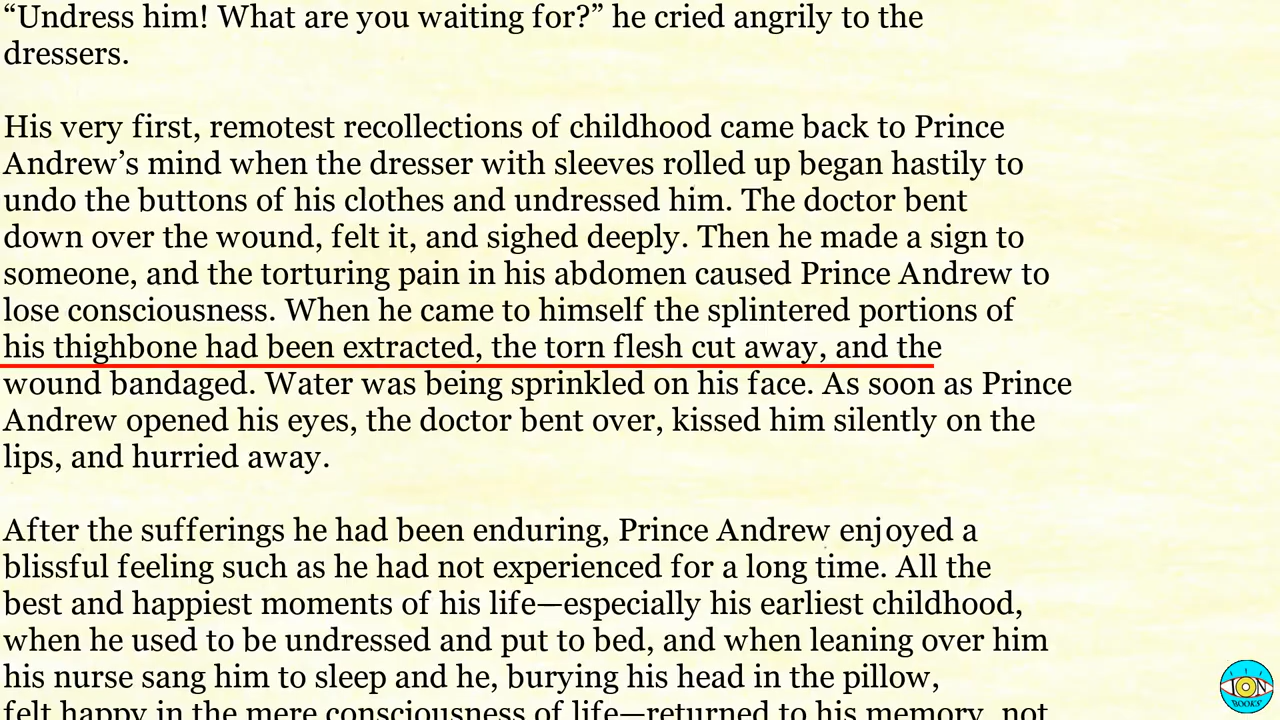 “Undress him! What are you waiting for?” he cried angrily to the
dressers.
His very first, remotest recollections of childhood came back to Prince
Andrew’s mind when the dresser with sleeves rolled up began hastily to
undo the buttons of his clothes and undressed him. The doctor bent
down over the wound, felt it, and sighed deeply. Then he made a sign to
someone, and the torturing pain in his abdomen caused Prince Andrew to
lose consciousness. When he came to himself the splintered portions of
his thighbone had been extracted, the torn flesh cut away, and the
wound bandaged. Water was being sprinkled on his face. As soon as Prince
Andrew opened his eyes, the doctor bent over, kissed him silently on the
lips, and hurried away.
After the sufferings he had been enduring, Prince Andrew enjoyed a
blissful feeling such as he had not experienced for a long time. All the
best and happiest moments of his life—especially his earliest childhood,
when he used to be undressed and put to bed, and when leaning over him
his nurse sang him to sleep and he, burying his head in the pillow,
felt happy in the mere consciousness of life—returned to his memory, not
ION
BOOKS